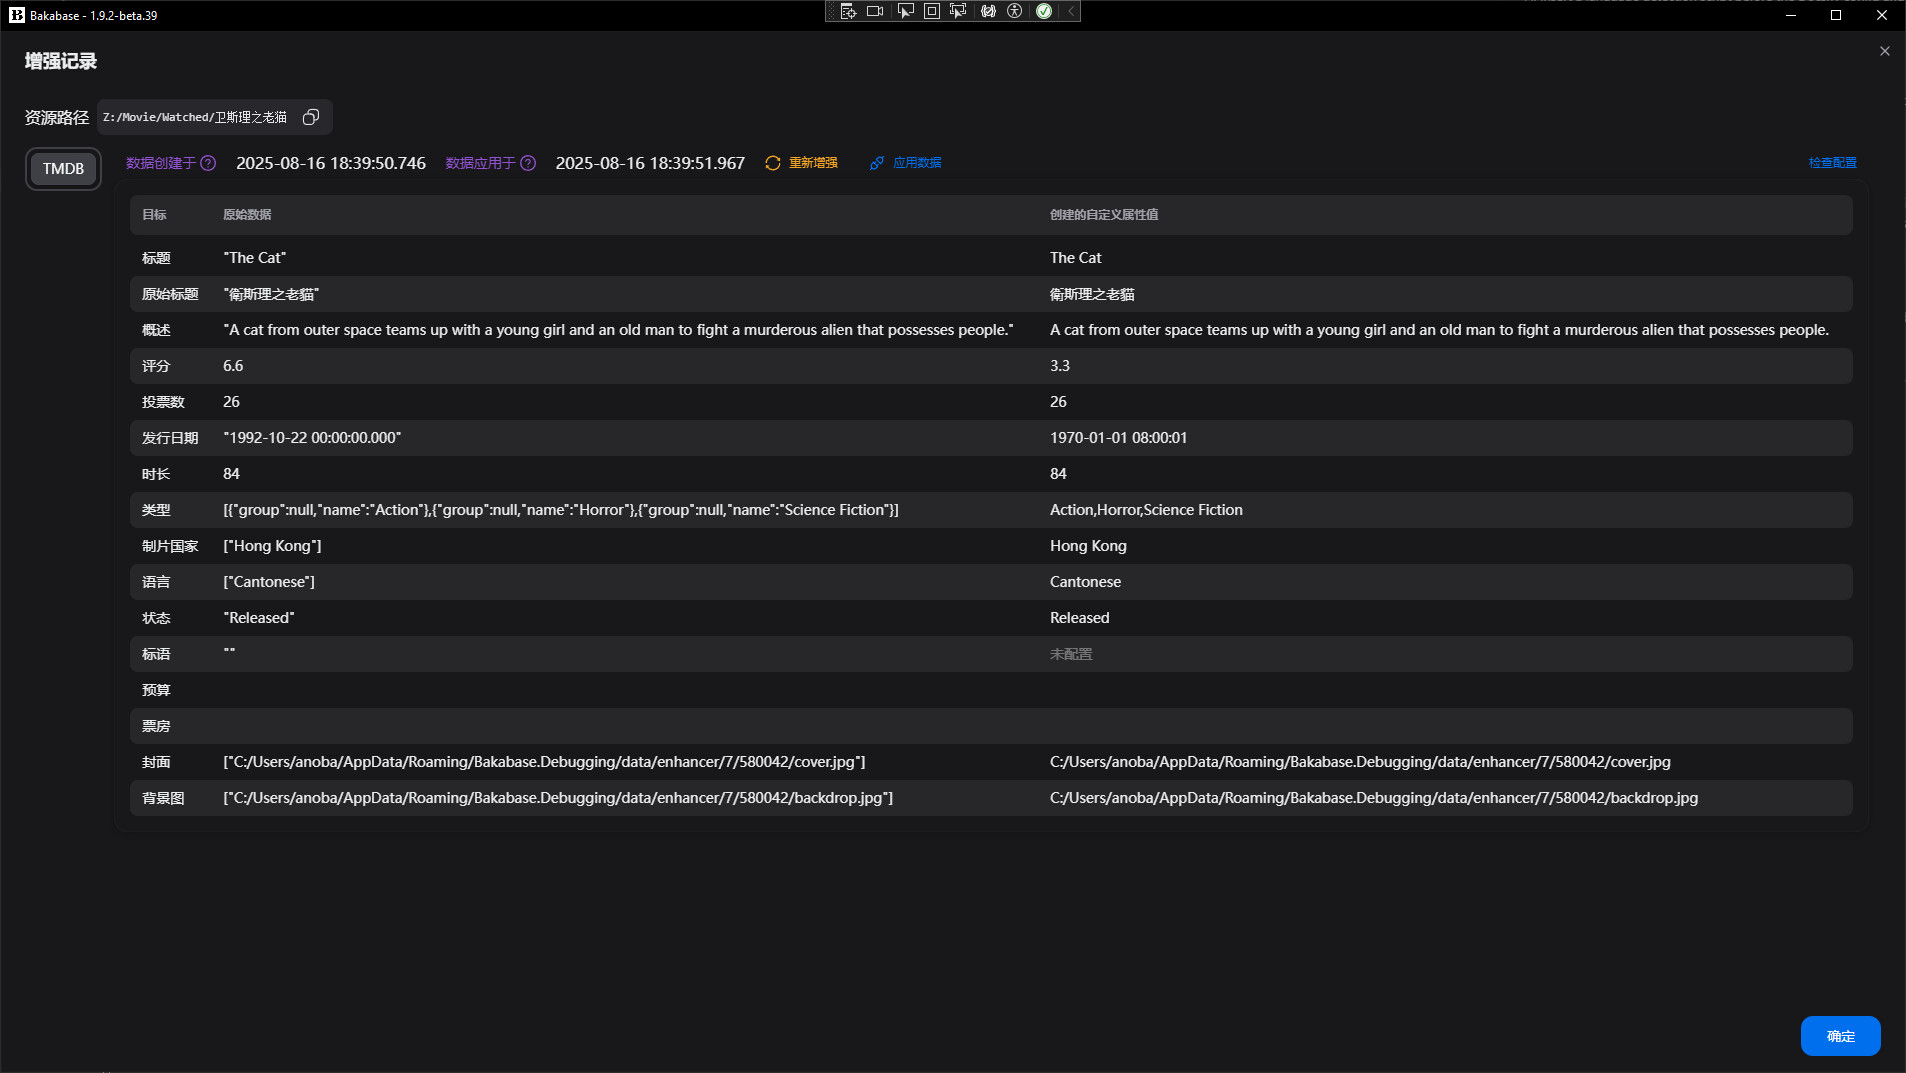 Bakabase - 1.9.2-beta.39
增强记录
资源路径 Z:/Movie/Watched/卫斯理之老猫
TMDB 数据创建于 2025-08-16 18:39:50.746 数据应用于 2025-08-16 18:39:51.967 重新增强 应用数据 检查配置
目标 原始数据 创建的自定义属性值
标题 "The Cat" The Cat
原始标题 "衛斯理之老貓" 衛斯理之老貓
概述 "A cat from outer space teams up with a young girl and an old man to fight a murderous alien that possesses people." A cat from outer space teams up with a young girl and an old man to fight a murderous alien that possesses people.
评分 6.6 3.3
投票数 26 26
发行日期 "1992-10-22 00:00:00.000" 1970-01-01 08:00:01
时长 84 84
类型 [{"group":null,"name":"Action"},{"group":null,"name":"Horror"},{"group":null,"name":"Science Fiction"}] Action,Horror,Science Fiction
制片国家 ["Hong Kong"] Hong Kong
语言 ["Cantonese"] Cantonese
状态 "Released" Released
标语 "" 未配置
预算
票房
封面 ["C:/Users/anoba/AppData/Roaming/Bakabase.Debugging/data/enhancer/7/580042/cover.jpg"] C:/Users/anoba/AppData/Roaming/Bakabase.Debugging/data/enhancer/7/580042/cover.jpg
背景图 ["C:/Users/anoba/AppData/Roaming/Bakabase.Debugging/data/enhancer/7/580042/backdrop.jpg"] C:/Users/anoba/AppData/Roaming/Bakabase.Debugging/data/enhancer/7/580042/backdrop.jpg
确定